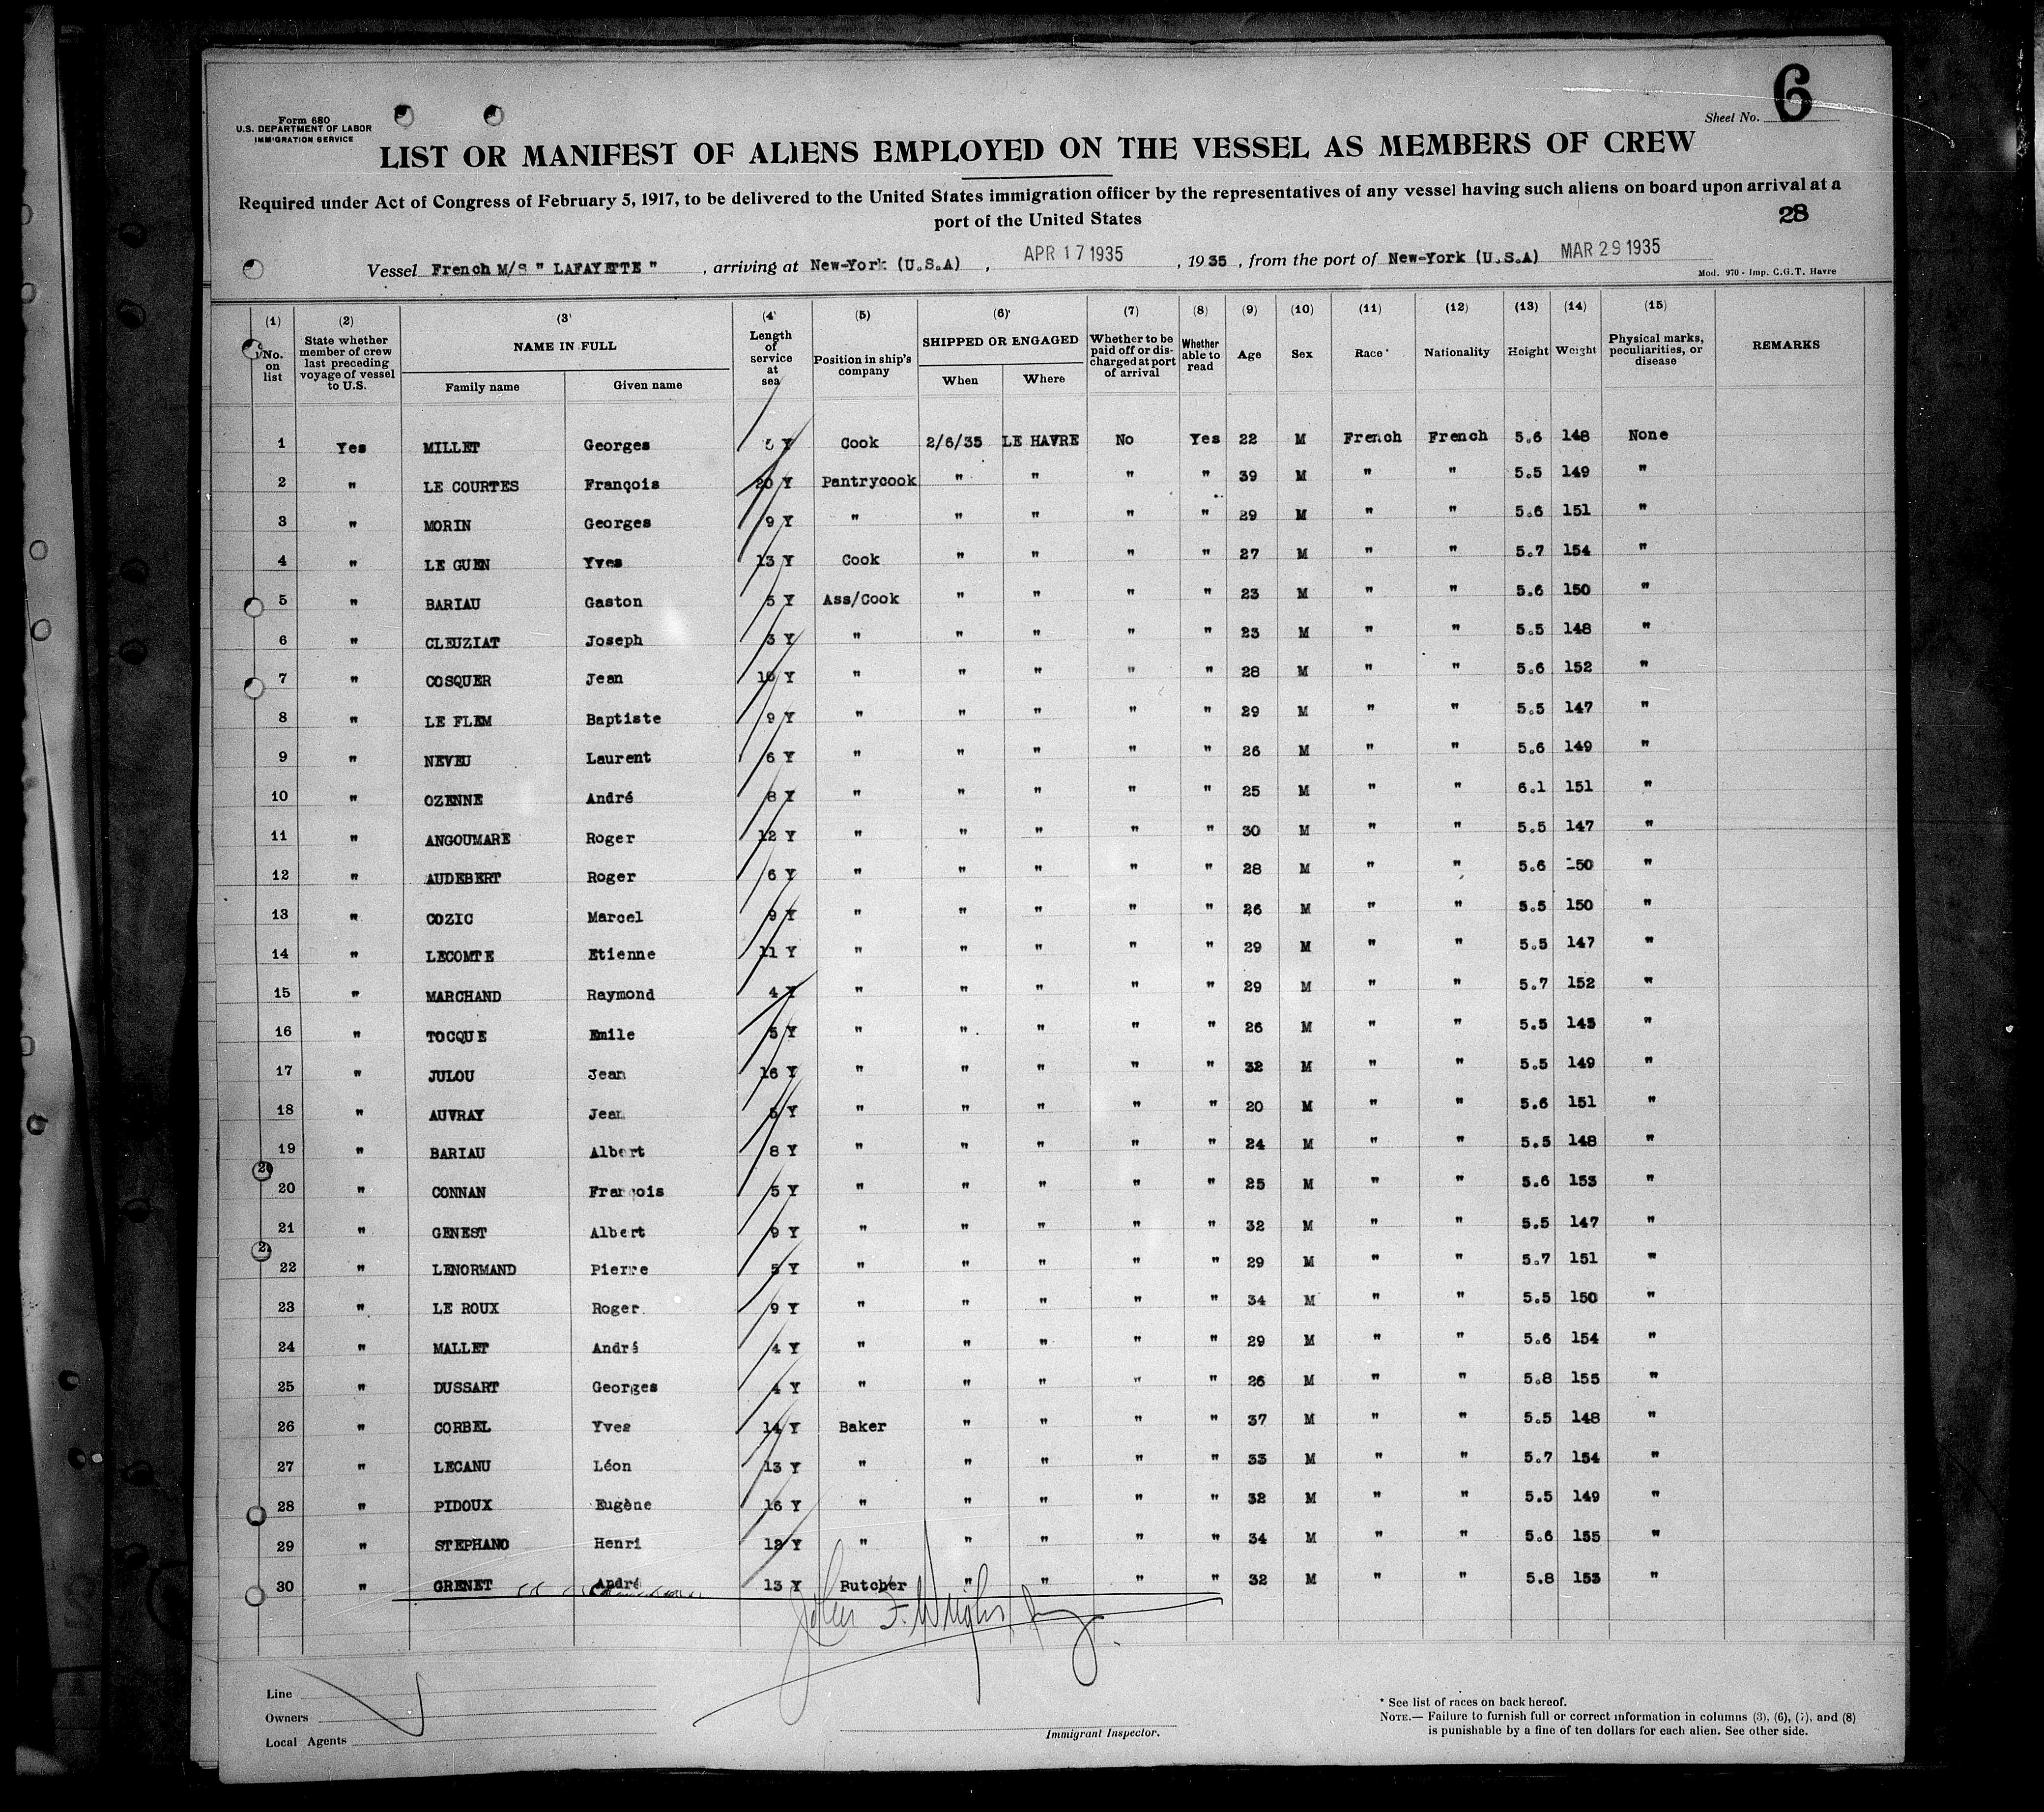 6
Sheet No.
Form 680
U.S. DEPARTMENT OF LABOR
IMMIGRATION SERVICE
LIST OR MANIFEST OF ALIENS EMPLOYED ON THE VESSEL AS MEMBERS OF CREW
Required under Act of Congress of February 5, 1917, to be delivered to the United States immigration officer by the representatives of any vessel having such aliens on board upon arrival at a
port of the United States
28
Vessel French M/S " LAFAYETTE " , arriving at New-York (U.S.A) , APR 17 1935 , 1935 , from the port of New-York (U.S.A) MAR 29 1935
Mod. 970 - Imp. C.G.T. Havre
(1) No. on list (2) State whether member of crew last preceding voyage of vessel to U.S. (3) NAME IN FULL Family name Given name (4) Length of service at sea (5) Position in ship's company (6) SHIPPED OR ENGAGED When Where (7) Whether to be paid off or discharged at port of arrival (8) Whether able to read (9) Age (10) Sex (11) Race* (12) Nationality (13) Height (14) Weight (15) Physical marks, peculiarities, or disease REMARKS
1 Yes MILLET Georges 5 Y Cook 2/6/35 LE HAVRE No Yes 22 M French French 5.6 148 None
2 " LE COURTES François 20 Y Pantrycook " " " " 39 M " " 5.5 149 "
3 " MORIN Georges 9 Y " " " " " 29 M " " 5.6 151 "
4 " LE GUEN Yves 13 Y Cook " " " " 27 M " " 5.7 154 "
5 " BARIAU Gaston 5 Y Ass/Cook " " " " 23 M " " 5.6 150 "
6 " CLEUZIAT Joseph 3 Y " " " " " 23 M " " 5.5 148 "
7 " COSQUER Jean 10 Y " " " " " 28 M " " 5.6 152 "
8 " LE FLEM Baptiste 9 Y " " " " " 29 M " " 5.5 147 "
9 " NEVEU Laurent 6 Y " " " " " 26 M " " 5.6 149 "
10 " OZENNE André 8 Y " " " " " 25 M " " 6.1 151 "
11 " ANGOUMARE Roger 12 Y " " " " " 30 M " " 5.5 147 "
12 " AUDEBERT Roger 6 Y " " " " " 28 M " " 5.6 150 "
13 " COZIC Marcel 9 Y " " " " " 26 M " " 5.5 150 "
14 " LECOMTE Etienne 11 Y " " " " " 29 M " " 5.5 147 "
15 " MARCHAND Raymond 4 Y " " " " " 29 M " " 5.7 152 "
16 " TOCQUE Emile 5 Y " " " " " 26 M " " 5.5 145 "
17 " JULOU Jean 16 Y " " " " " 32 M " " 5.5 149 "
18 " AUVRAY Jean 5 Y " " " " " 20 M " " 5.6 151 "
19 " BARIAU Albert 8 Y " " " " " 24 M " " 5.5 148 "
20 " CONNAN François 5 Y " " " " " 25 M " " 5.6 153 "
21 " GENEST Albert 9 Y " " " " " 32 M " " 5.5 147 "
22 " LENORMAND Pierre 5 Y " " " " " 29 M " " 5.7 151 "
23 " LE ROUX Roger 9 Y " " " " " 34 M " " 5.5 150 "
24 " MALLET André 4 Y " " " " " 29 M " " 5.6 154 "
25 " DUSSART Georges 4 Y " " " " " 26 M " " 5.8 155 "
26 " CORBEL Yves 14 Y Baker " " " " 37 M " " 5.5 148 "
27 " LECANU Léon 13 Y " " " " " 33 M " " 5.7 154 "
28 " PIDOUX Eugène 16 Y " " " " " 32 M " " 5.5 149 "
29 " STEPHANO Henri 12 Y " " " " " 34 M " " 5.6 155 "
30 " GRENET André 13 Y Butcher " " " " 32 M " " 5.8 153 "
John F. Wright
Line
Owners
Local Agents
Immigrant Inspector.
* See list of races on back hereof.
NOTE.— Failure to furnish full or correct information in columns (3), (6), (7), and (8)
is punishable by a fine of ten dollars for each alien. See other side.